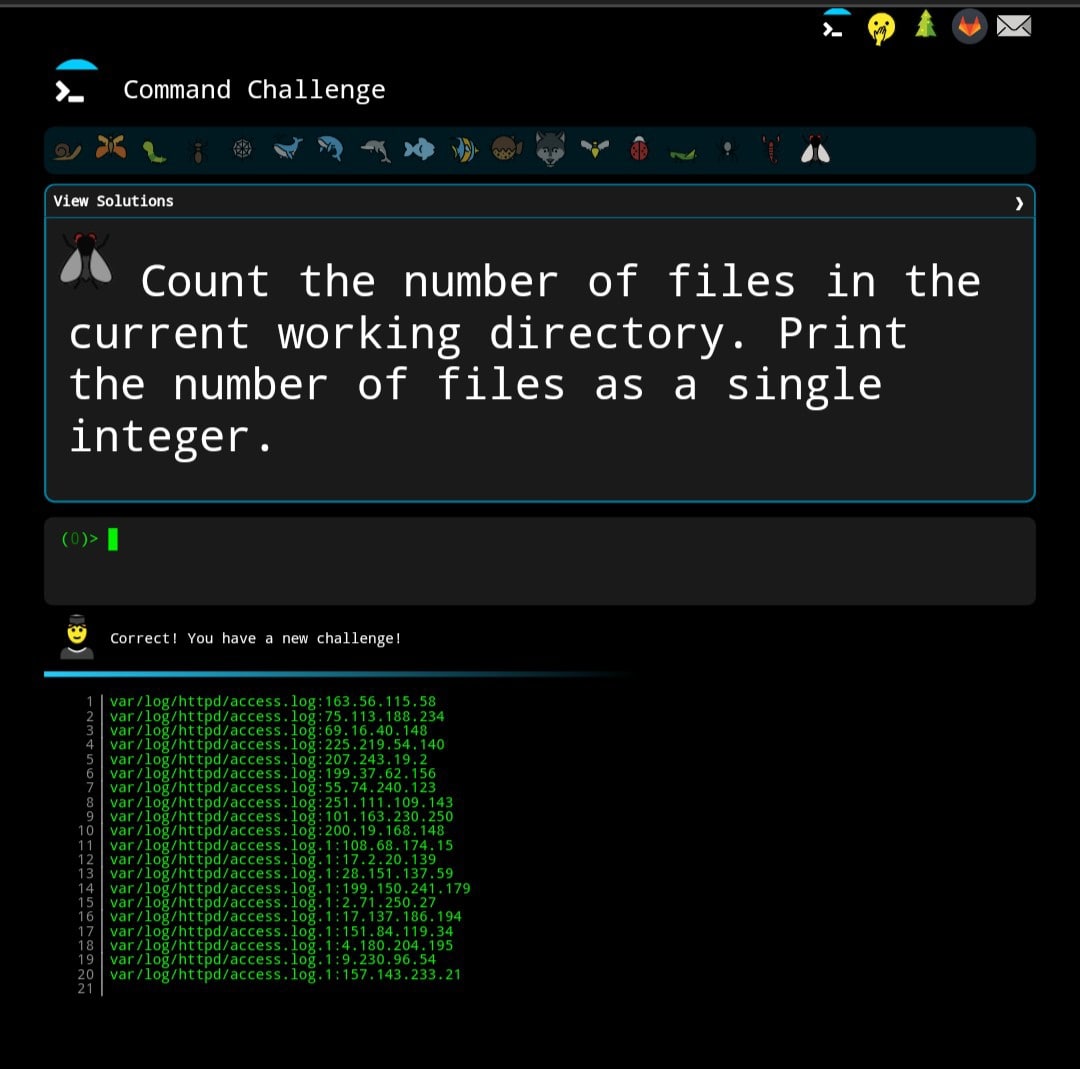 Command Challenge
View Solutions
Count the number of files in the
current working directory. Print
the number of files as a single
integer.
(0)>
Correct! You have a new challenge!
1 var/log/httpd/access.log:163.56.115.58
2 var/log/httpd/access.log:75.113.188.234
3 var/log/httpd/access.log:69.16.40.148
4 var/log/httpd/access.log:225.219.54.140
5 var/log/httpd/access.log:207.243.19.2
6 var/log/httpd/access.log:199.37.62.156
7 var/log/httpd/access.log:55.74.240.123
8 var/log/httpd/access.log:251.111.109.143
9 var/log/httpd/access.log:101.163.230.250
10 var/log/httpd/access.log:200.19.168.148
11 var/log/httpd/access.log.1:108.68.174.15
12 var/log/httpd/access.log.1:17.2.20.139
13 var/log/httpd/access.log.1:28.151.137.59
14 var/log/httpd/access.log.1:199.150.241.179
15 var/log/httpd/access.log.1:2.71.250.27
16 var/log/httpd/access.log.1:17.137.186.194
17 var/log/httpd/access.log.1:151.84.119.34
18 var/log/httpd/access.log.1:4.180.204.195
19 var/log/httpd/access.log.1:9.230.96.54
20 var/log/httpd/access.log.1:157.143.233.21
21